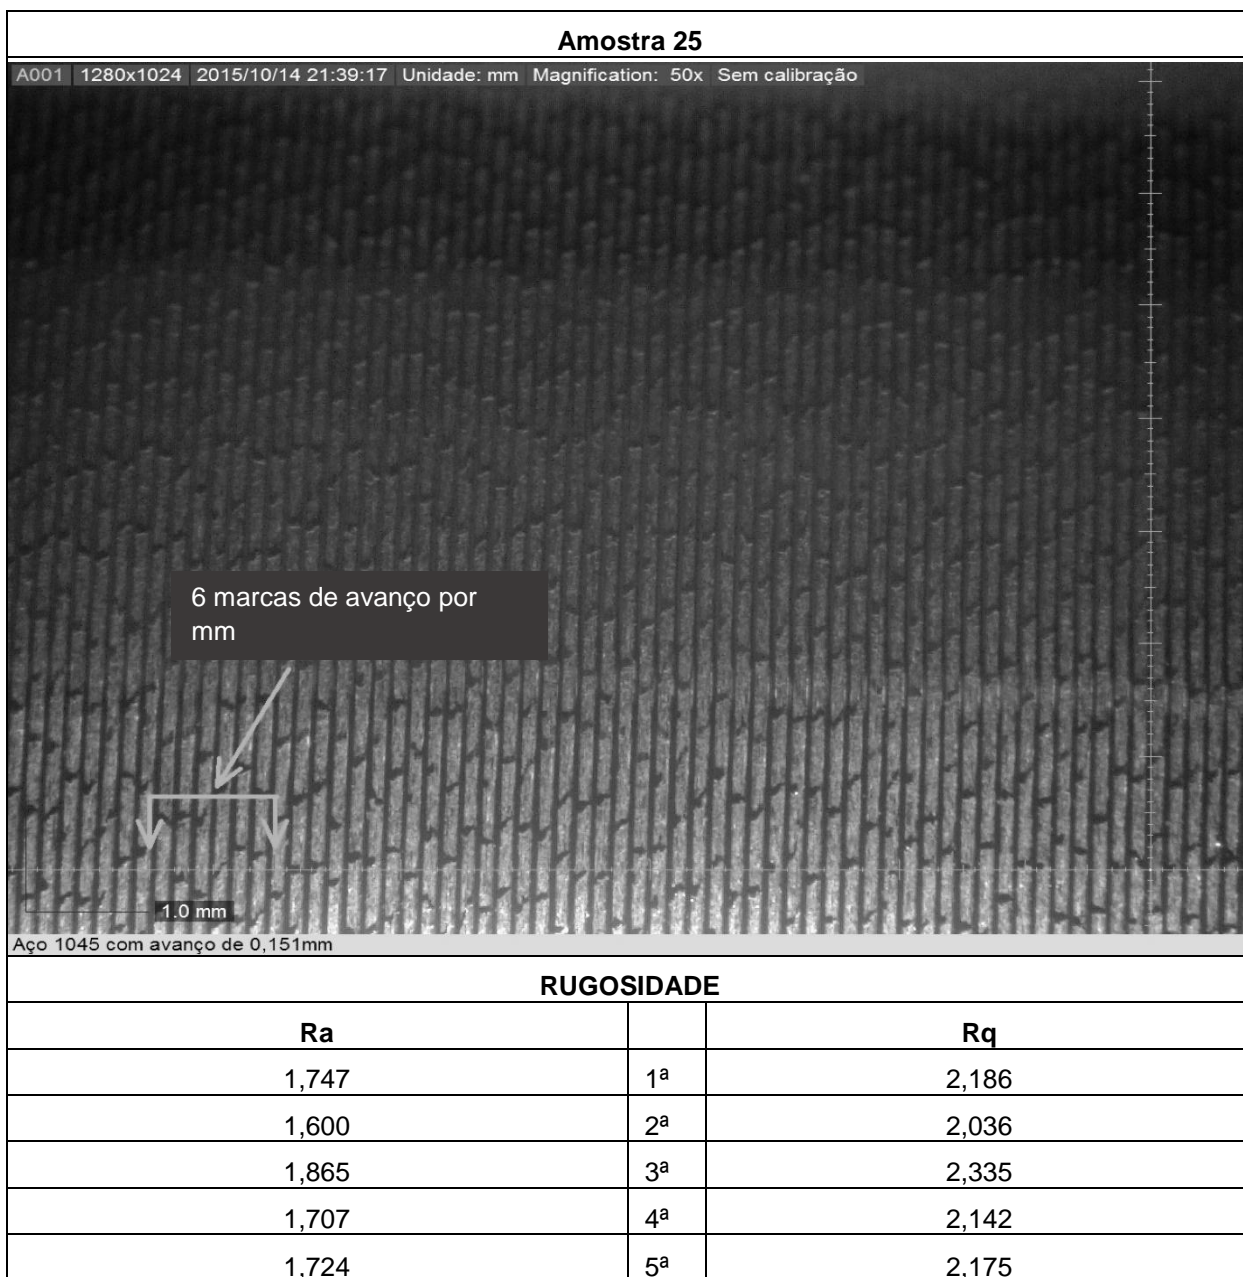 Amostra 25
A001 1280x1024 2015/10/14 21:39:17 Unidade: mm Magnification: 50x Sem calibração
6 marcas de avanço por
mm
1.0 mm
Aço 1045 com avanço de 0,151mm
RUGOSIDADE
Ra Rq
1,747 1ª 2,186
1,600 2ª 2,036
1,865 3ª 2,335
1,707 4ª 2,142
1,724 5ª 2,175